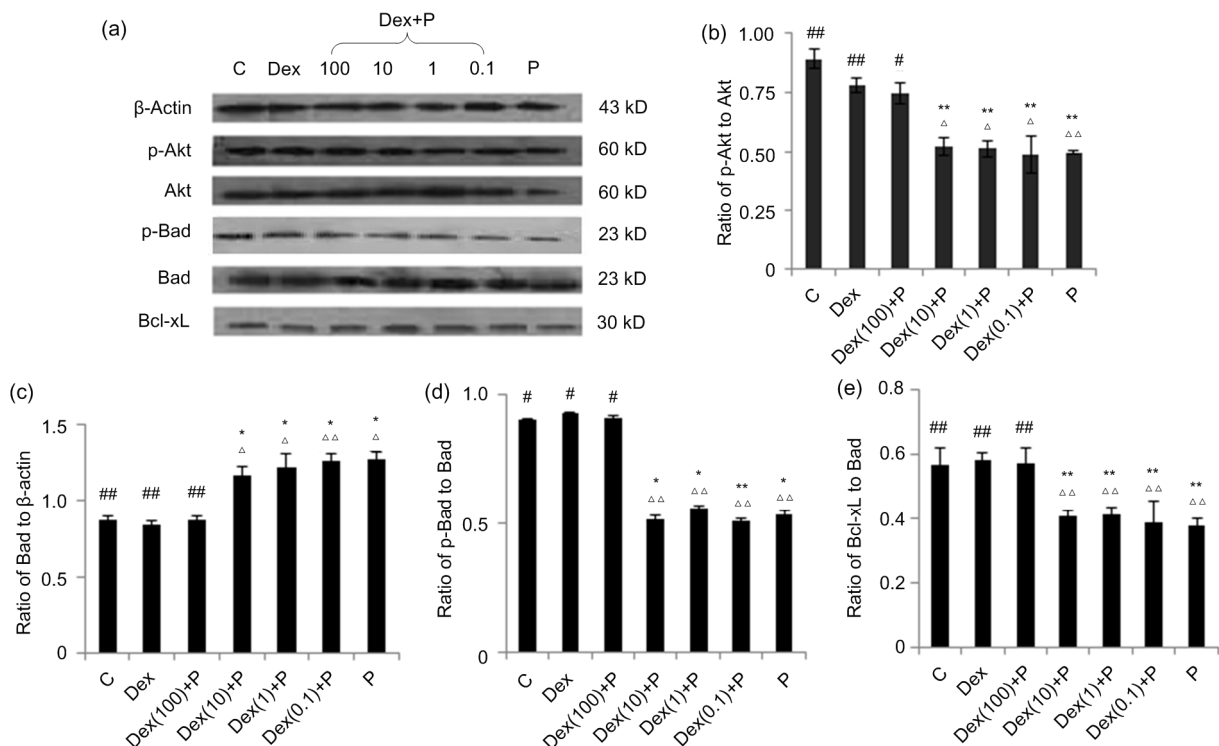 (a)
Dex+P
C Dex 100 10 1 0.1 P
β-Actin 43 kD
p-Akt 60 kD
Akt 60 kD
p-Bad 23 kD
Bad 23 kD
Bcl-xL 30 kD
(b)
Ratio of p-Akt to Akt
1.00
0.75
0.50
0.25
0
## ## # ** ** ** **
△ △ △ △△
C Dex Dex(100)+P Dex(10)+P Dex(1)+P Dex(0.1)+P P
(c)
Ratio of Bad to β-actin
1.5
1.0
0.5
0
## ## ## * * * *
△ △ △△ △
C Dex Dex(100)+P Dex(10)+P Dex(1)+P Dex(0.1)+P P
(d)
Ratio of p-Bad to Bad
1.0
0.5
0
# # # * * ** *
△△ △△ △△ △△
C Dex Dex(100)+P Dex(10)+P Dex(1)+P Dex(0.1)+P P
(e)
Ratio of Bcl-xL to Bad
0.8
0.6
0.4
0.6
0
## ## ## ** ** ** **
△△ △△ △△ △△
C Dex Dex(100)+P Dex(10)+P Dex(1)+P Dex(0.1)+P P